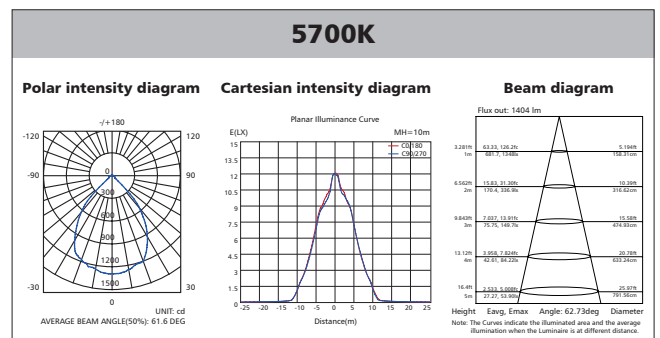 5700K
Polar intensity diagram
-/+180
-120
120
-90
90
-30
30
0
0
300
600
900
1200
1500
UNIT: cd
AVERAGE BEAM ANGLE(50%): 61.6 DEG
Cartesian intensity diagram
Planar Illuminance Curve
E(LX)
MH=10m
C0/180
C90/270
15
13.5
12
10.5
9
7.5
6
4.5
3
1.5
0
-25 -20 -15 -10 -5 0 5 10 15 20 25
Distance(m)
Beam diagram
Flux out: 1404 lm
3.281ft 63.33, 126.2fc 5.194ft
1m 681.7, 1348lx 158.31cm
6.562ft 15.83, 31.30fc 10.39ft
2m 170.4, 336.9lx 316.62cm
9.843ft 7.037, 13.91fc 15.58ft
3m 75.75, 149.7lx 474.93cm
13.12ft 3.958, 7.824fc 20.78ft
4m 42.61, 84.22lx 633.24cm
16.4ft 2.533, 5.008fc 25.97ft
5m 27.27, 53.90lx 791.56cm
Height Eavg, Emax Angle: 62.73deg Diameter
Note: The Curves indicate the illuminated area and the average
illumination when the Luminaire is at different distance.